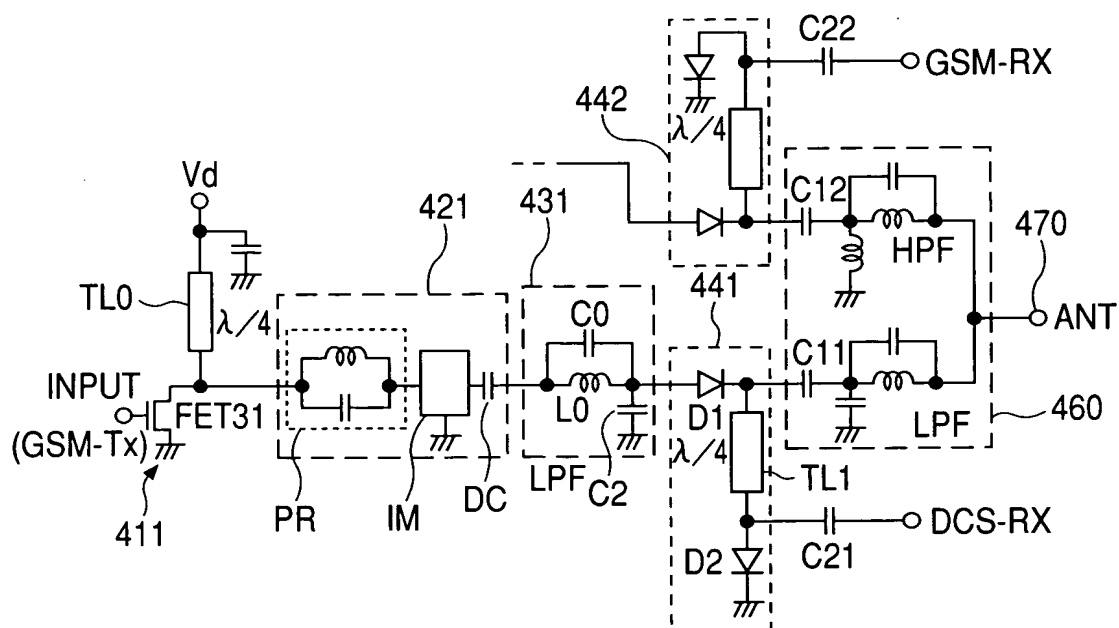 C22
GSM-RX
442
λ/4
Vd
421
431
C12
470
HPF
TL0
λ/4
441
ANT
C0
C11
INPUT
FET31
L0
D1
LPF
460
(GSM-Tx)
λ/4
LPF
C2
TL1
DC
411
PR
IM
D2
C21
DCS-RX